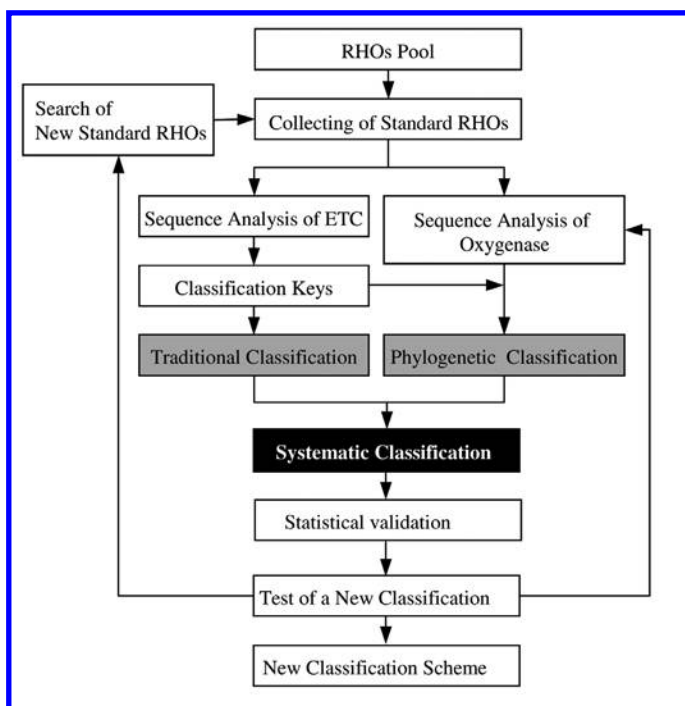 RHOs Pool
Search of
New Standard RHOs
Collecting of Standard RHOs
Sequence Analysis of ETC
Sequence Analysis of
Oxygenase
Classification Keys
Traditional Classification
Phylogenetic Classification
Systematic Classification
Statistical validation
Test of a New Classification
New Classification Scheme